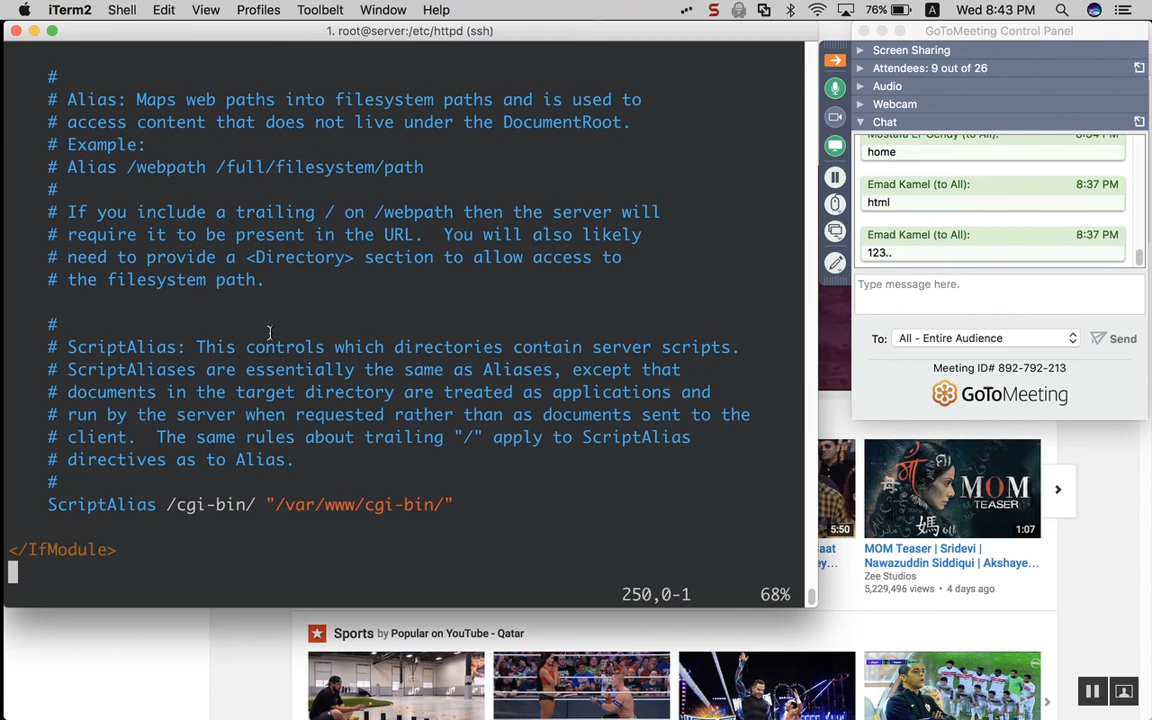 iTerm2 Shell Edit View Profiles Toolbelt Window Help
76% A Wed 8:43 PM
1. root@server:/etc/httpd (ssh)
#
# Alias: Maps web paths into filesystem paths and is used to
# access content that does not live under the DocumentRoot.
# Example:
# Alias /webpath /full/filesystem/path
#
# If you include a trailing / on /webpath then the server will
# require it to be present in the URL.  You will also likely
# need to provide a <Directory> section to allow access to
# the filesystem path.
#
# ScriptAlias: This controls which directories contain server scripts.
# ScriptAliases are essentially the same as Aliases, except that
# documents in the target directory are treated as applications and
# run by the server when requested rather than as documents sent to the
# client.  The same rules about trailing "/" apply to ScriptAlias
# directives as to Alias.
#
ScriptAlias /cgi-bin/ "/var/www/cgi-bin/"
</IfModule>
250,0-1 68%
GoToMeeting Control Panel
Screen Sharing
Attendees: 9 out of 26
Audio
Webcam
Chat
home
Emad Kamel (to All): 8:37 PM
html
Emad Kamel (to All): 8:37 PM
123..
Type message here.
To: All - Entire Audience Send
Meeting ID# 892-792-213
GoToMeeting
5:50
MOM
TEASER
1:07
MOM Teaser | Sridevi |
Nawazuddin Siddiqui | Akshaye...
Zee Studios
5,229,496 views • 4 days ago
Sports by Popular on YouTube - Qatar